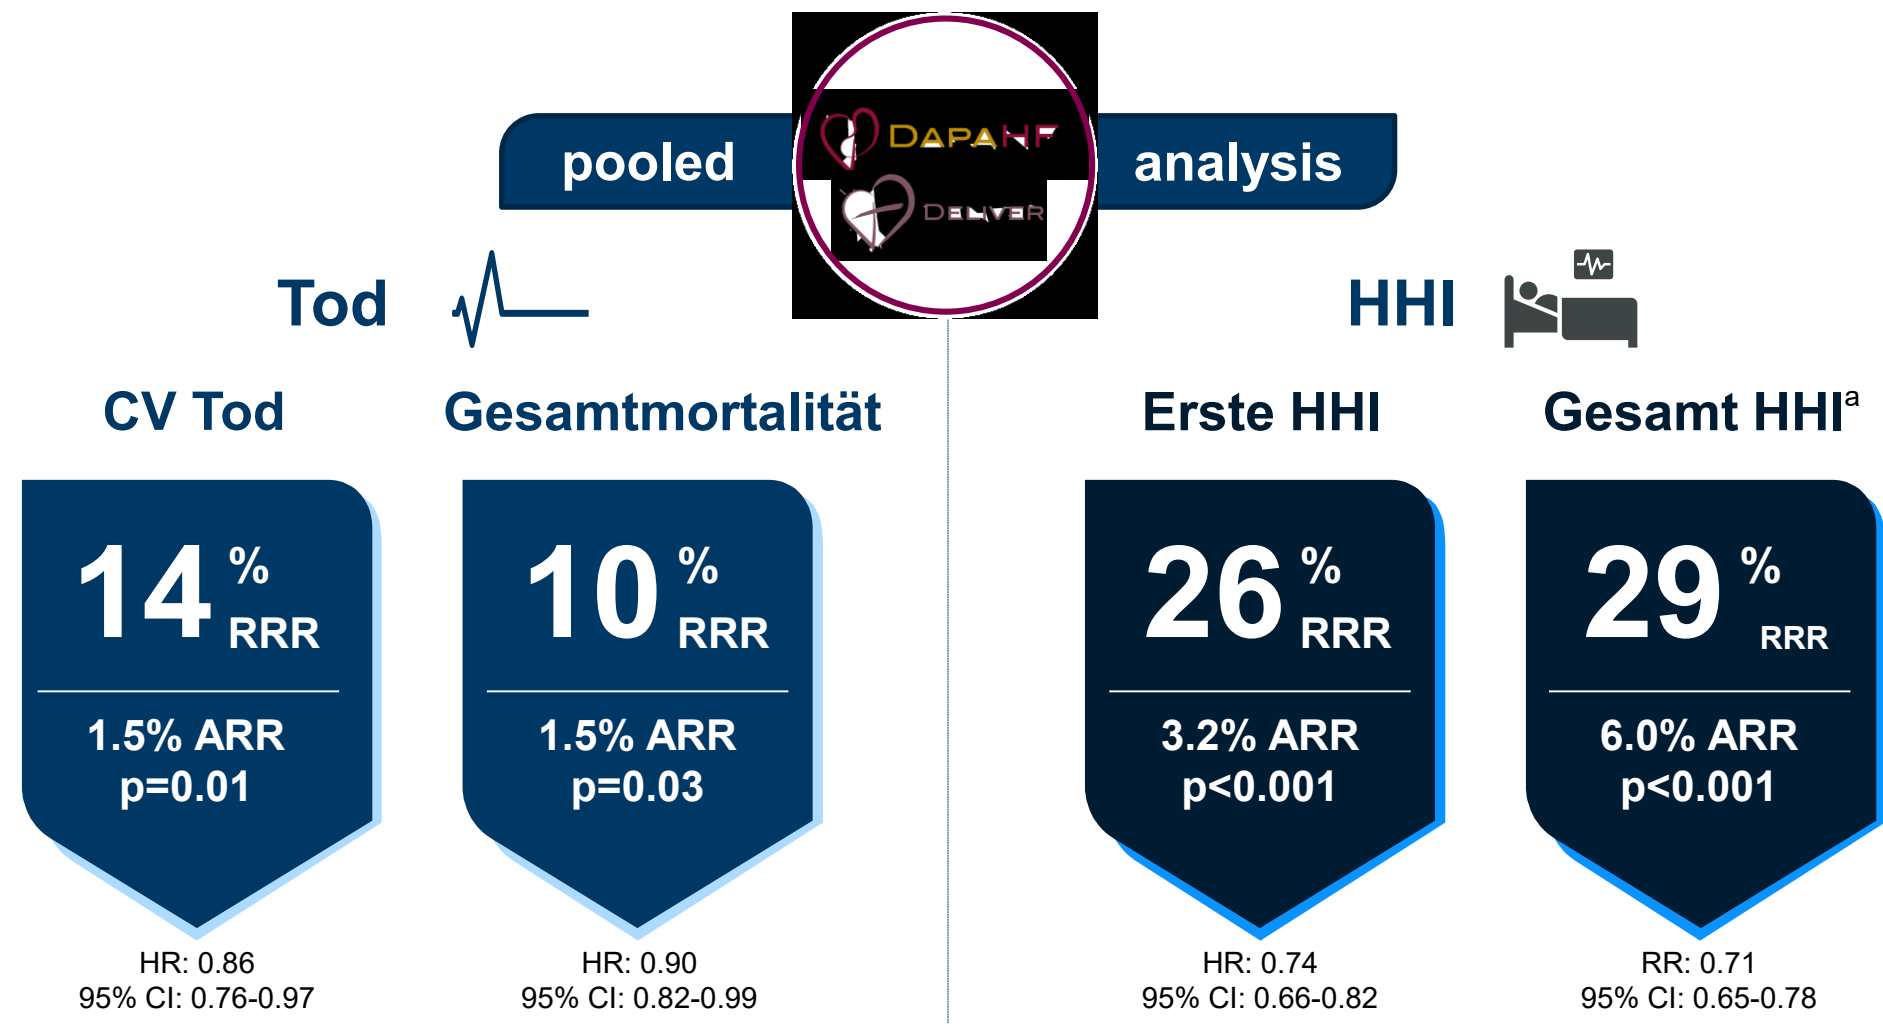 pooled
DAPAHF
DELIVER
analysis
Tod
HHI
CV Tod
Gesamtmortalität
Erste HHI
Gesamt HHIᵃ
14 % RRR
1.5% ARR
p=0.01
HR: 0.86
95% CI: 0.76-0.97
10 % RRR
1.5% ARR
p=0.03
HR: 0.90
95% CI: 0.82-0.99
26 % RRR
3.2% ARR
p<0.001
HR: 0.74
95% CI: 0.66-0.82
29 % RRR
6.0% ARR
p<0.001
RR: 0.71
95% CI: 0.65-0.78